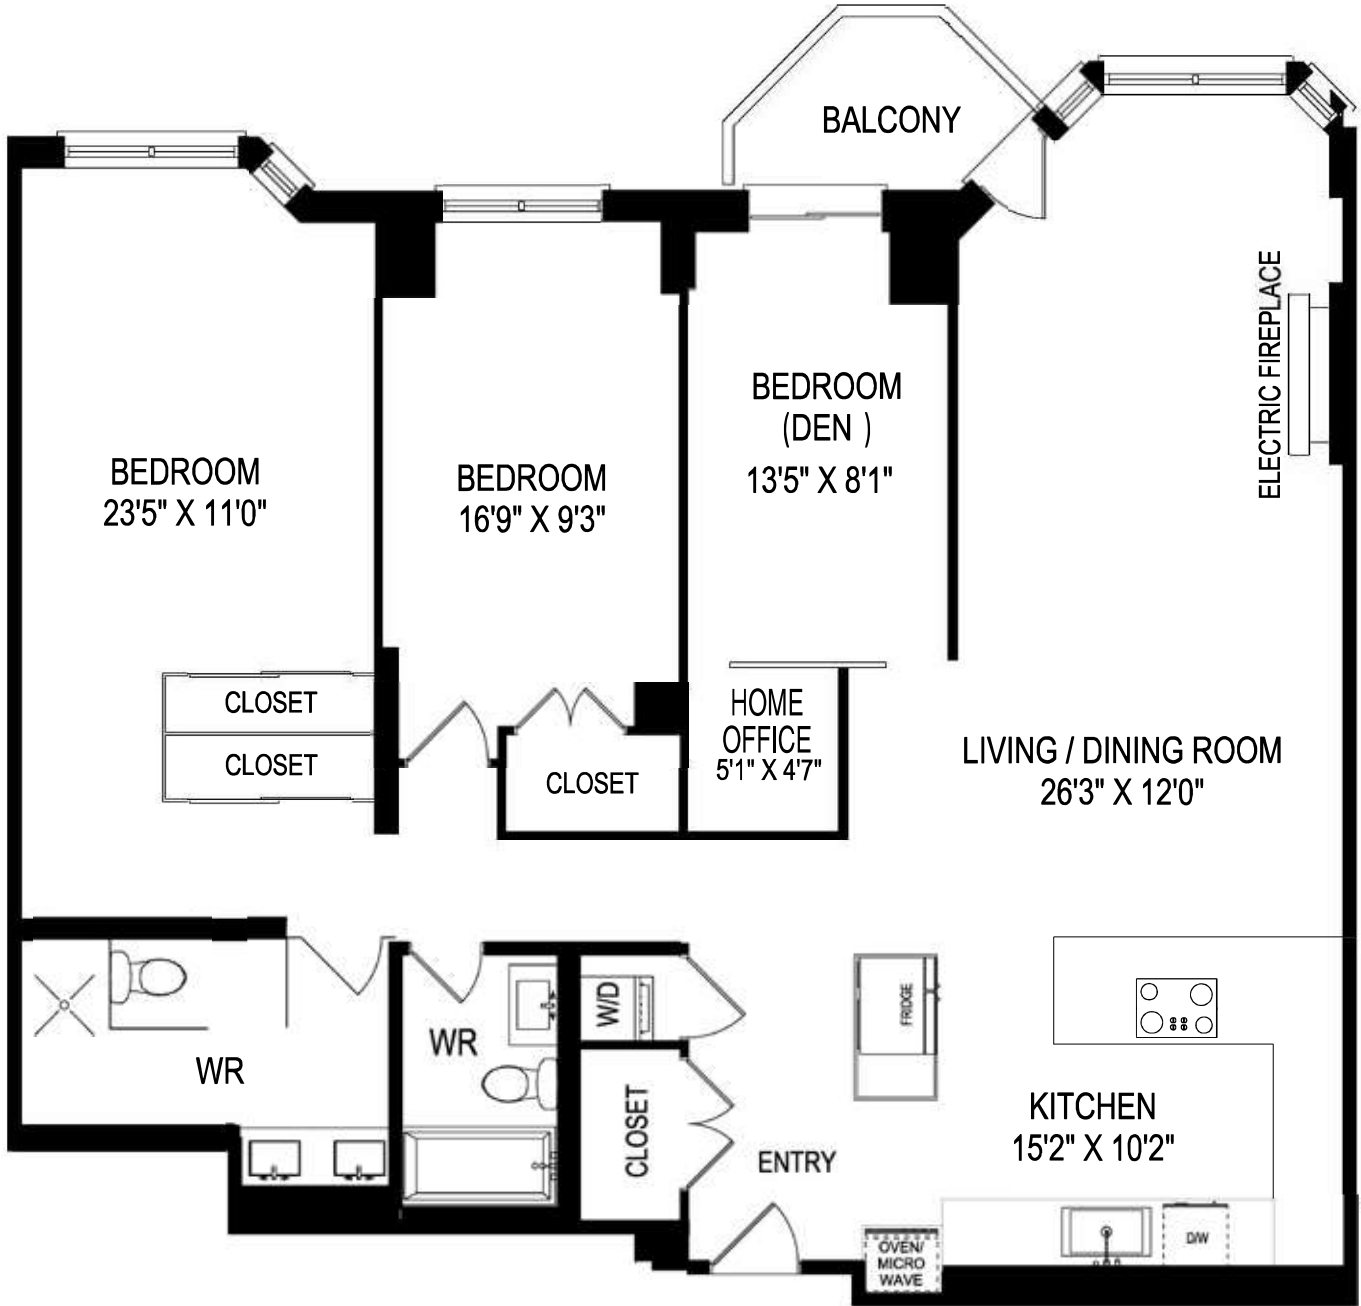 BALCONY
ELECTRIC FIREPLACE
BEDROOM
(DEN )
13'5" X 8'1"
BEDROOM
23'5" X 11'0"
BEDROOM
16'9" X 9'3"
CLOSET
CLOSET
CLOSET
HOME
OFFICE
5'1" X 4'7"
LIVING / DINING ROOM
26'3" X 12'0"
WR
WR
W/D
CLOSET
FRIDGE
ENTRY
KITCHEN
15'2" X 10'2"
OVEN/
MICRO
WAVE
D/W